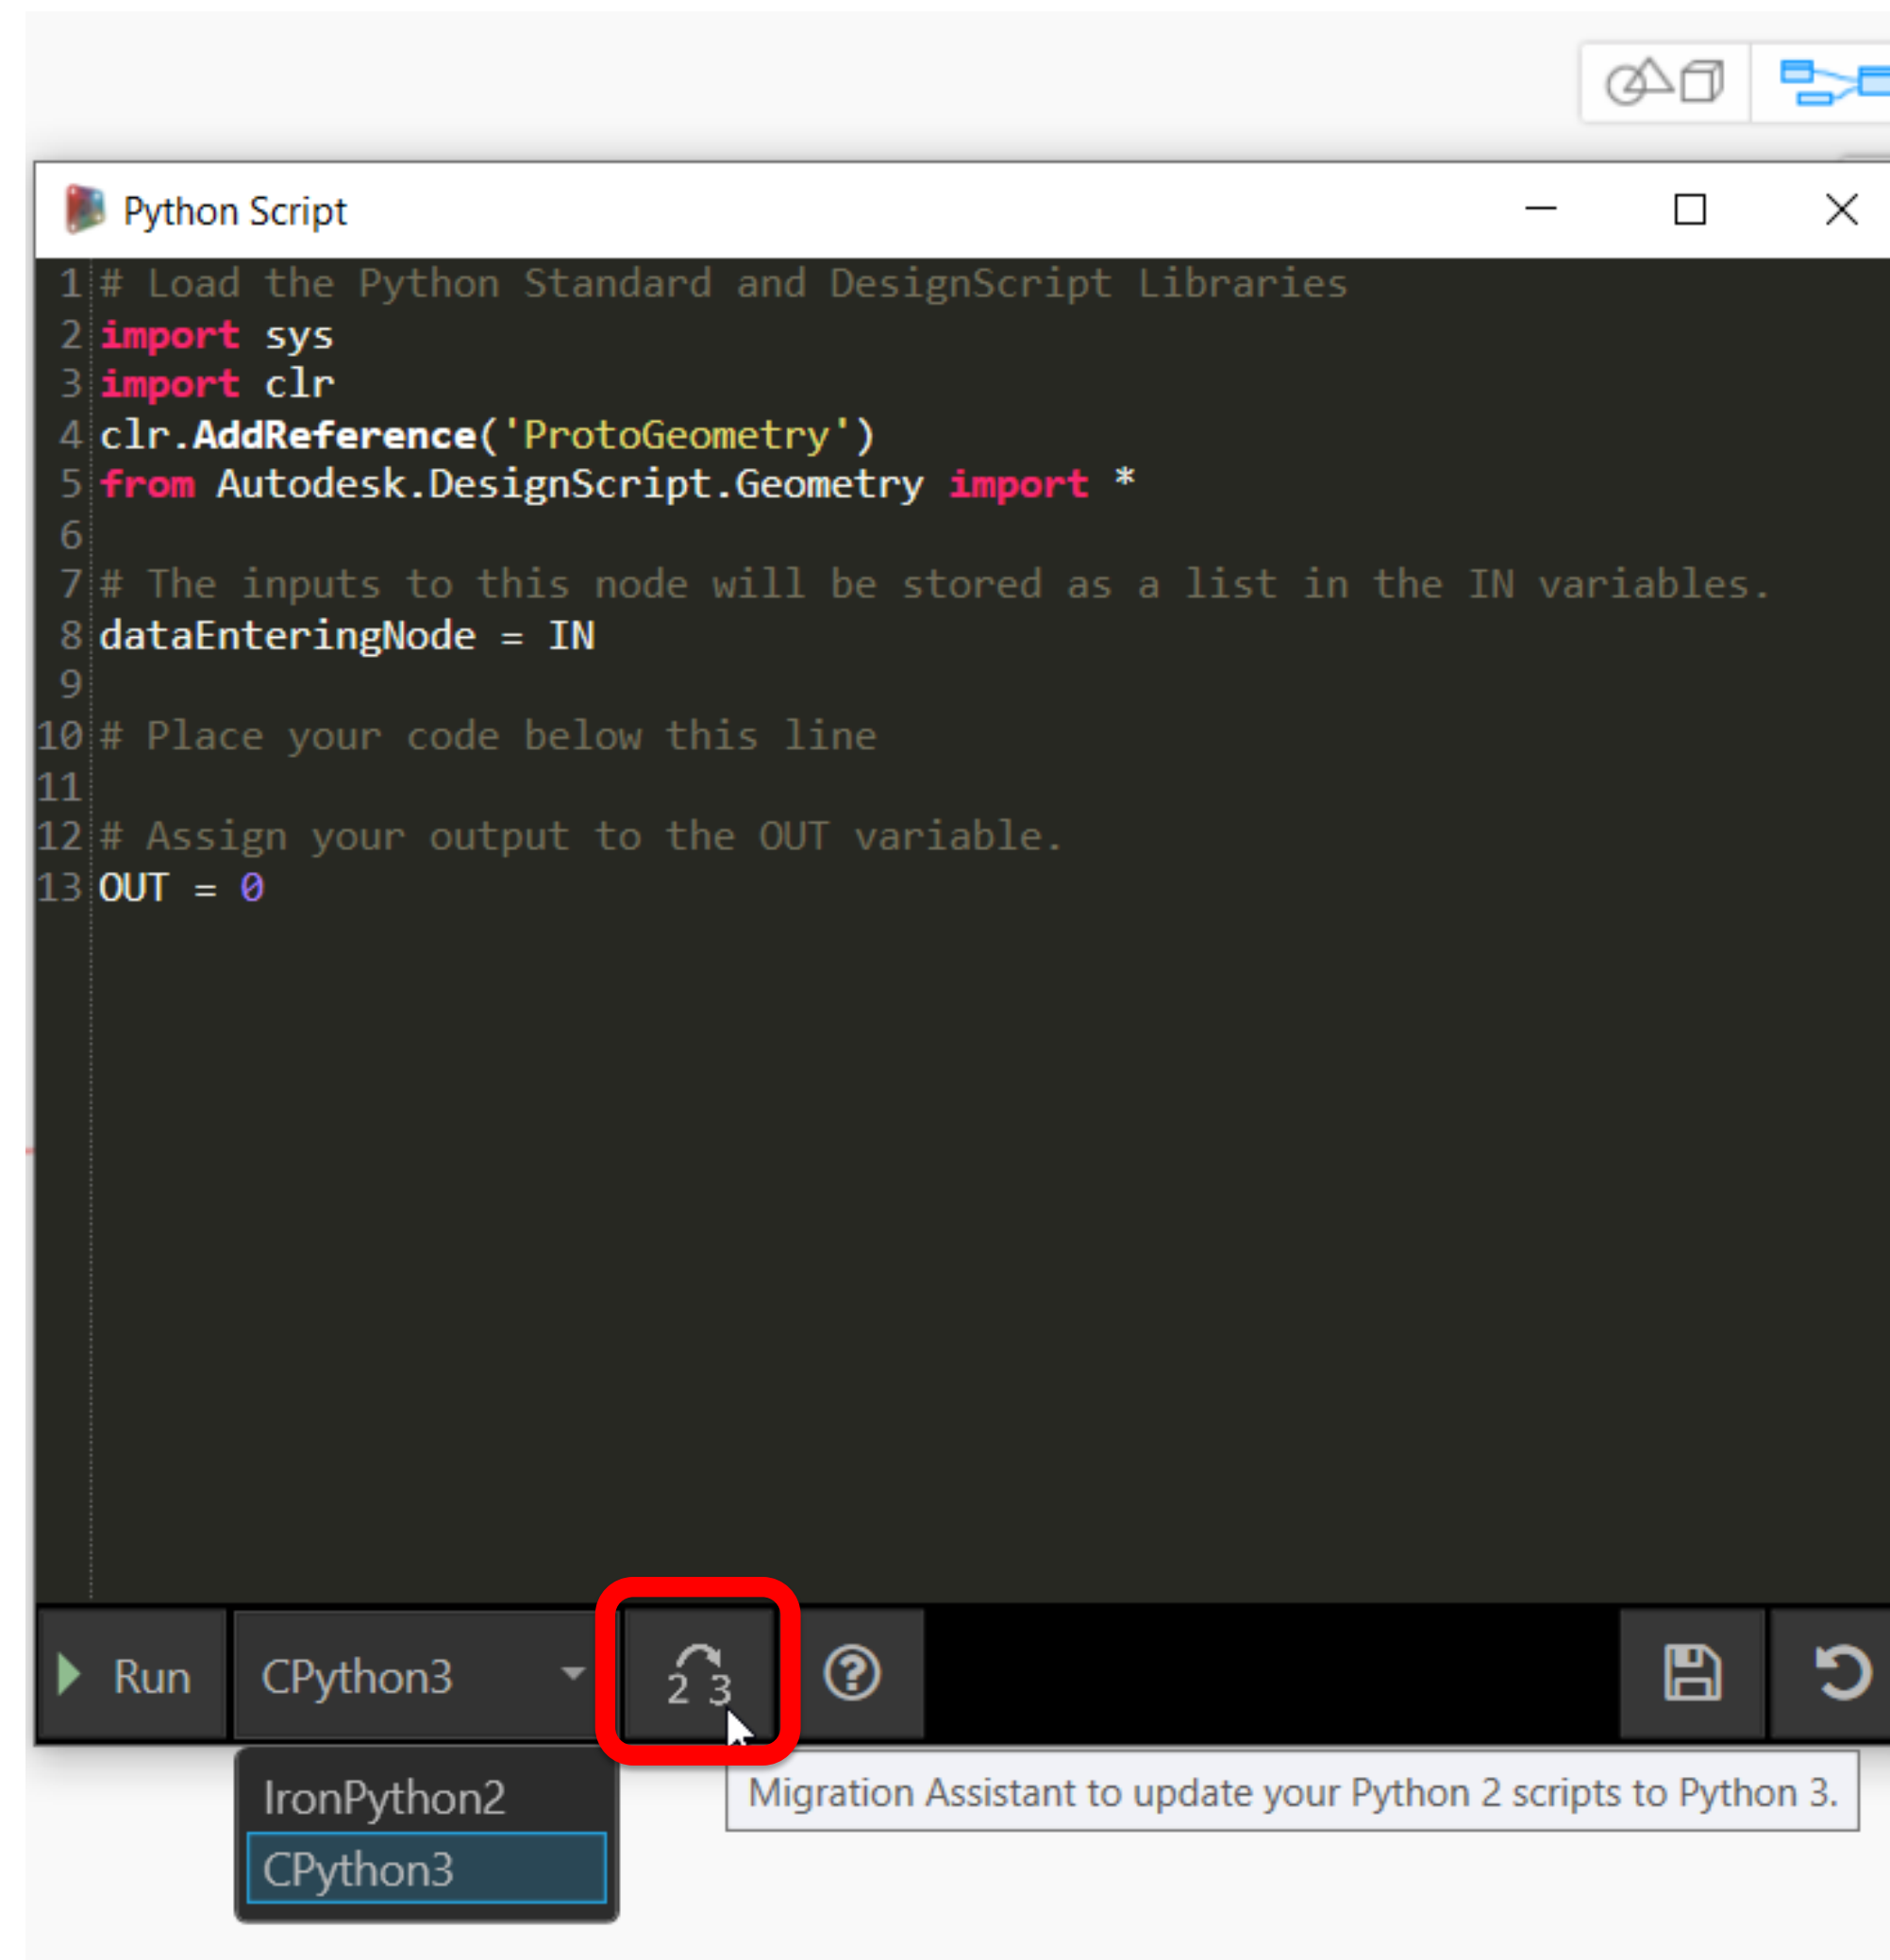 Python Script
1 # Load the Python Standard and DesignScript Libraries
2 import sys
3 import clr
4 clr.AddReference('ProtoGeometry')
5 from Autodesk.DesignScript.Geometry import *
6
7 # The inputs to this node will be stored as a list in the IN variables.
8 dataEnteringNode = IN
9
10 # Place your code below this line
11
12 # Assign your output to the OUT variable.
13 OUT = 0
Run CPython3 2 3 ?
IronPython2
Migration Assistant to update your Python 2 scripts to Python 3.
CPython3